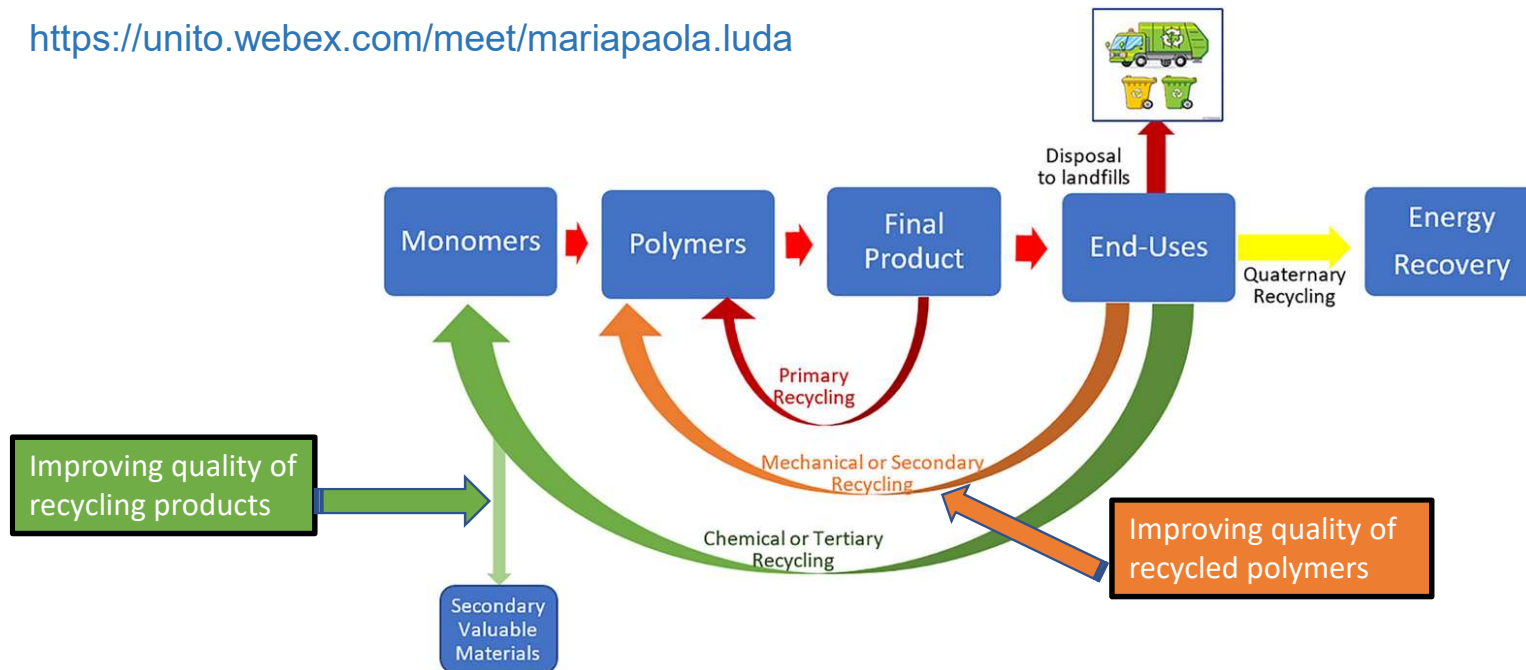 https://unito.webex.com/meet/mariapaola.luda
Disposal
to landfills
Monomers
Polymers
Final
Product
End-Uses
Energy
Recovery
Quaternary
Recycling
Primary
Recycling
Mechanical or Secondary
Recycling
Chemical or Tertiary
Recycling
Improving quality of
recycling products
Improving quality of
recycled polymers
Secondary
Valuable
Materials